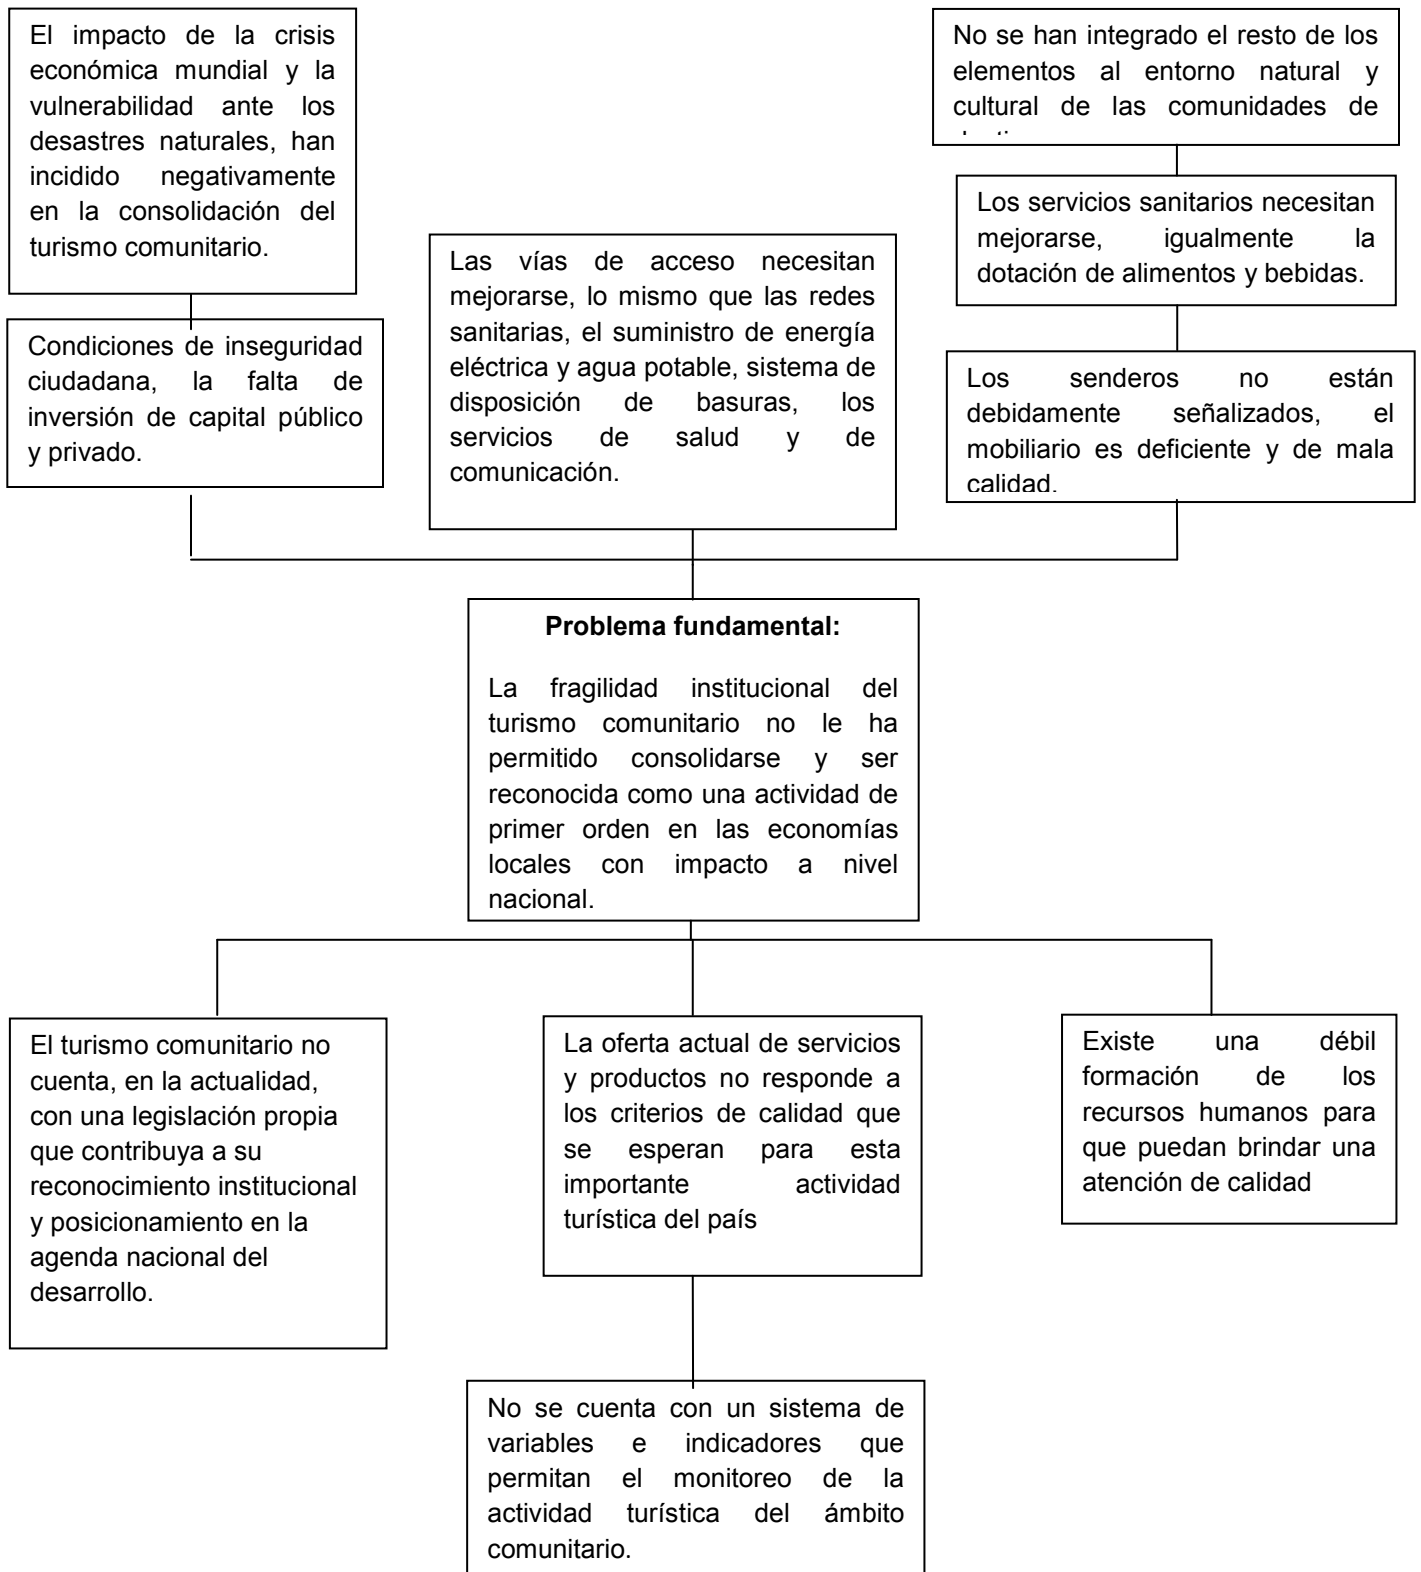 El impacto de la crisis
económica mundial y la
vulnerabilidad ante los
desastres naturales, han
incidido negativamente
en la consolidación del
turismo comunitario.
Condiciones de inseguridad
ciudadana, la falta de
inversión de capital público
y privado.
Las vías de acceso necesitan
mejorarse, lo mismo que las redes
sanitarias, el suministro de energía
eléctrica y agua potable, sistema de
disposición de basuras, los
servicios de salud y de
comunicación.
No se han integrado el resto de los
elementos al entorno natural y
cultural de las comunidades de
Los servicios sanitarios necesitan
mejorarse, igualmente la
dotación de alimentos y bebidas.
Los senderos no están
debidamente señalizados, el
mobiliario es deficiente y de mala
calidad.
Problema fundamental:
La fragilidad institucional del
turismo comunitario no le ha
permitido consolidarse y ser
reconocida como una actividad de
primer orden en las economías
locales con impacto a nivel
nacional.
El turismo comunitario no
cuenta, en la actualidad,
con una legislación propia
que contribuya a su
reconocimiento institucional
y posicionamiento en la
agenda nacional del
desarrollo.
La oferta actual de servicios
y productos no responde a
los criterios de calidad que
se esperan para esta
importante actividad
turística del país
Existe una débil
formación de los
recursos humanos para
que puedan brindar una
atención de calidad
No se cuenta con un sistema de
variables e indicadores que
permitan el monitoreo de la
actividad turística del ámbito
comunitario.